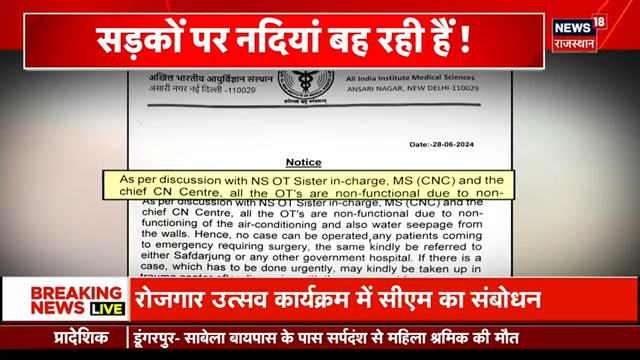 सड़कों पर नदियां बह रही हैं !
NEWS 18
राजस्थान
अखिल भारतीय आयुर्विज्ञान संस्थान
अंसारी नगर नई दिल्ली -110029
All India Institute Medical Sciences
ANSARI NAGAR, NEW DELHI-110029
Date:-28-06-2024
Notice
As per discussion with NS OT Sister in-charge, MS (CNC) and the
chief CN Centre, all the OT's are non-functional due to non-
As per discussion with NS OT Sister in-charge, MS (CNC) and the
chief CN Centre, all the OT's are non-functional due to non-
functioning of the air-conditioning and also water seepage from
the walls. Hence, no case can be operated, any patients coming
to emergency requiring surgery, the same kindly be referred to
either Safdarjung or any other government hospital. If there is a
case, which has to be done urgently, may kindly be taken up in
BREAKING
NEWS LIVE
रोजगार उत्सव कार्यक्रम में सीएम का संबोधन
प्रादेशिक
डूंगरपुर- साबेला बायपास के पास सर्पदंश से महिला श्रमिक की मौत